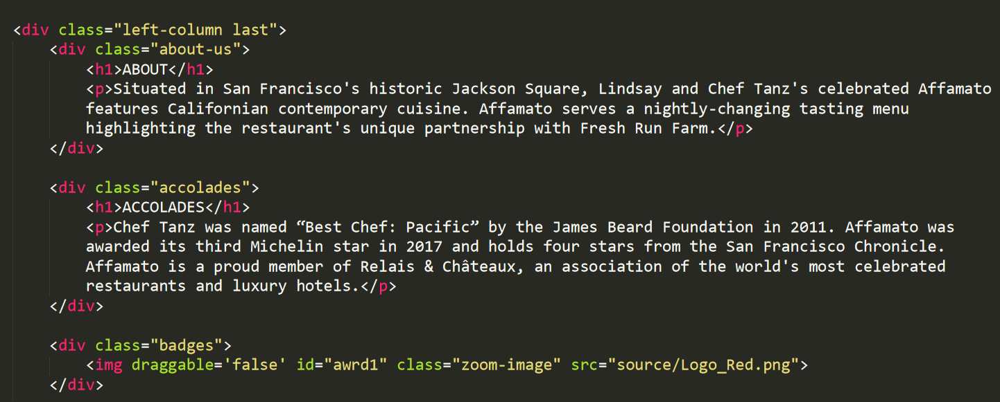 <div class="left-column last">
<div class="about-us">
<h1>ABOUT</h1>
<p>Situated in San Francisco's historic Jackson Square, Lindsay and Chef Tanz's celebrated Affamato
features Californian contemporary cuisine. Affamato serves a nightly-changing tasting menu
highlighting the restaurant's unique partnership with Fresh Run Farm.</p>
</div>
<div class="accolades">
<h1>ACCOLADES</h1>
<p>Chef Tanz was named “Best Chef: Pacific” by the James Beard Foundation in 2011. Affamato was
awarded its third Michelin star in 2017 and holds four stars from the San Francisco Chronicle.
Affamato is a proud member of Relais & Châteaux, an association of the world's most celebrated
restaurants and luxury hotels.</p>
</div>
<div class="badges">
<img draggable='false' id="awrd1" class="zoom-image" src="source/Logo_Red.png">
</div>